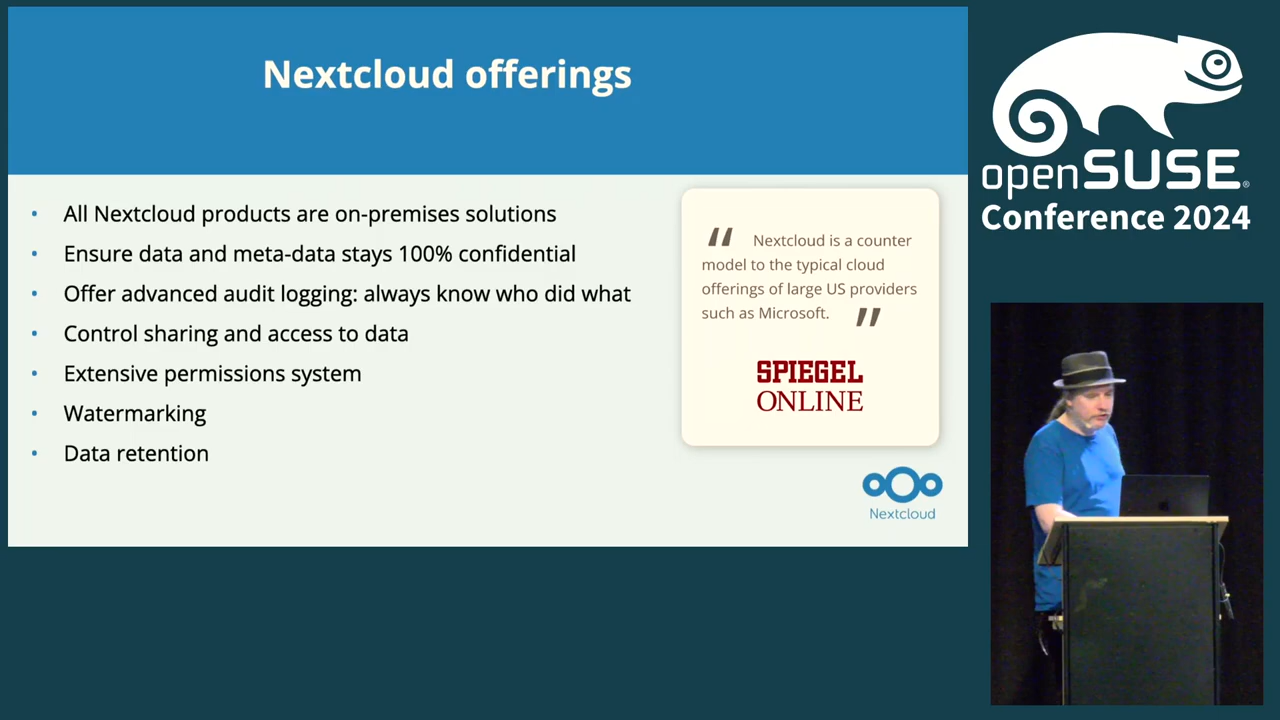 Nextcloud offerings
• All Nextcloud products are on-premises solutions
• Ensure data and meta-data stays 100% confidential
• Offer advanced audit logging: always know who did what
• Control sharing and access to data
• Extensive permissions system
• Watermarking
• Data retention
" Nextcloud is a counter
model to the typical cloud
offerings of large US providers
such as Microsoft. "
SPIEGEL
ONLINE
Nextcloud
openSUSE®
Conference 2024